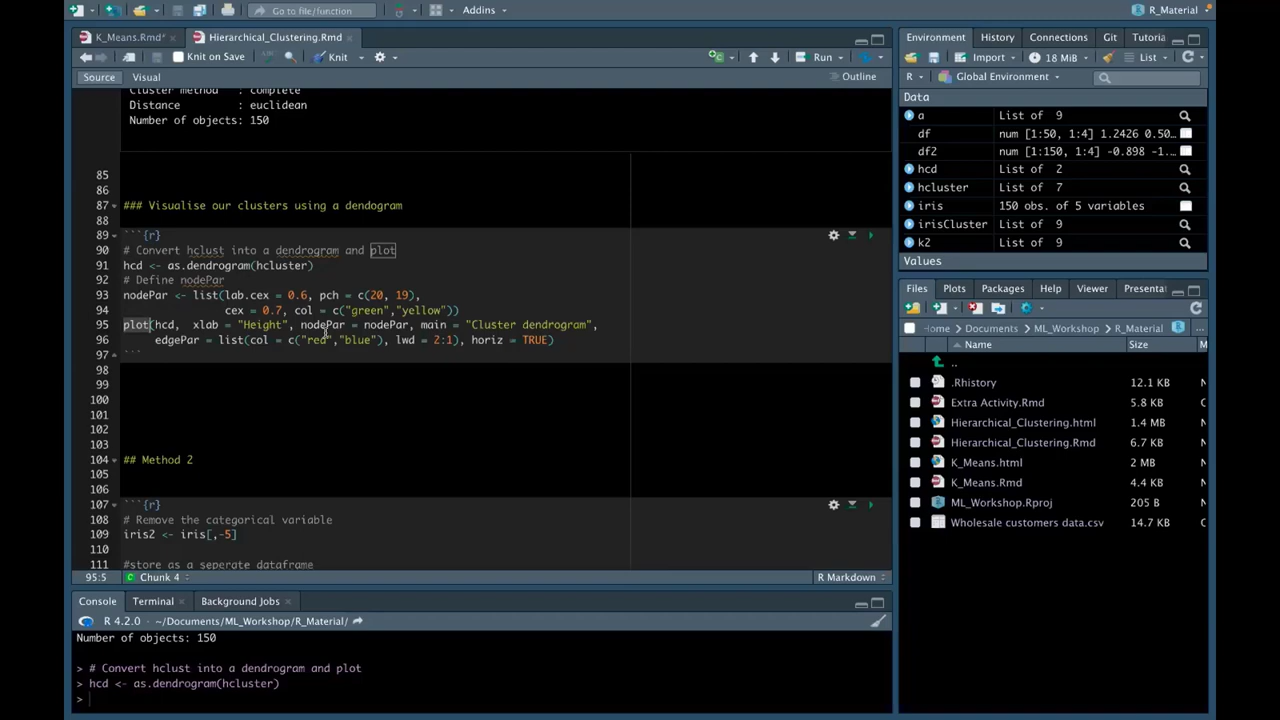 Go to file/function
Addins
R_Material
K_Means.Rmd*
Hierarchical_Clustering.Rmd
Knit on Save
Knit
Run
Source
Visual
Outline
Cluster method   : complete
Distance         : euclidean
Number of objects: 150
85
86
87 ### Visualise our clusters using a dendogram
88
89 ```{r}
90 # Convert hclust into a dendrogram and plot
91 hcd <- as.dendrogram(hcluster)
92 # Define nodePar
93 nodePar <- list(lab.cex = 0.6, pch = c(20, 19),
94 cex = 0.7, col = c("green","yellow"))
95 plot(hcd,  xlab = "Height", nodePar = nodePar, main = "Cluster dendrogram",
96 edgePar = list(col = c("red","blue"), lwd = 2:1), horiz = TRUE)
97 ```
98
99
100
101
102
103
104 ## Method 2
105
106
107 ```{r}
108 # Remove the categorical variable
109 iris2 <- iris[,-5]
110
111 #store as a seperate dataframe
95:5
Chunk 4
R Markdown
Console
Terminal
Background Jobs
R 4.2.0 · ~/Documents/ML_Workshop/R_Material/
Number of objects: 150
> # Convert hclust into a dendrogram and plot
> hcd <- as.dendrogram(hcluster)
>
Environment
History
Connections
Git
Tutoria
Import
18 MiB
List
R
Global Environment
Data
a List of  9
df num [1:50, 1:4] 1.2426 0.50…
df2 num [1:150, 1:4] -0.898 -1.…
hcd List of  2
hcluster List of  7
iris 150 obs. of 5 variables
irisCluster List of  9
k2 List of  9
Values
Files
Plots
Packages
Help
Viewer
Presenta
Home
Documents
ML_Workshop
R_Material
...
Name
Size
M
..
.Rhistory 12.1 KB N
Extra Activity.Rmd 5.8 KB N
Hierarchical_Clustering.html 1.4 MB N
Hierarchical_Clustering.Rmd 6.7 KB N
K_Means.html 2 MB N
K_Means.Rmd 4.4 KB N
ML_Workshop.Rproj 205 B N
Wholesale customers data.csv 14.7 KB N